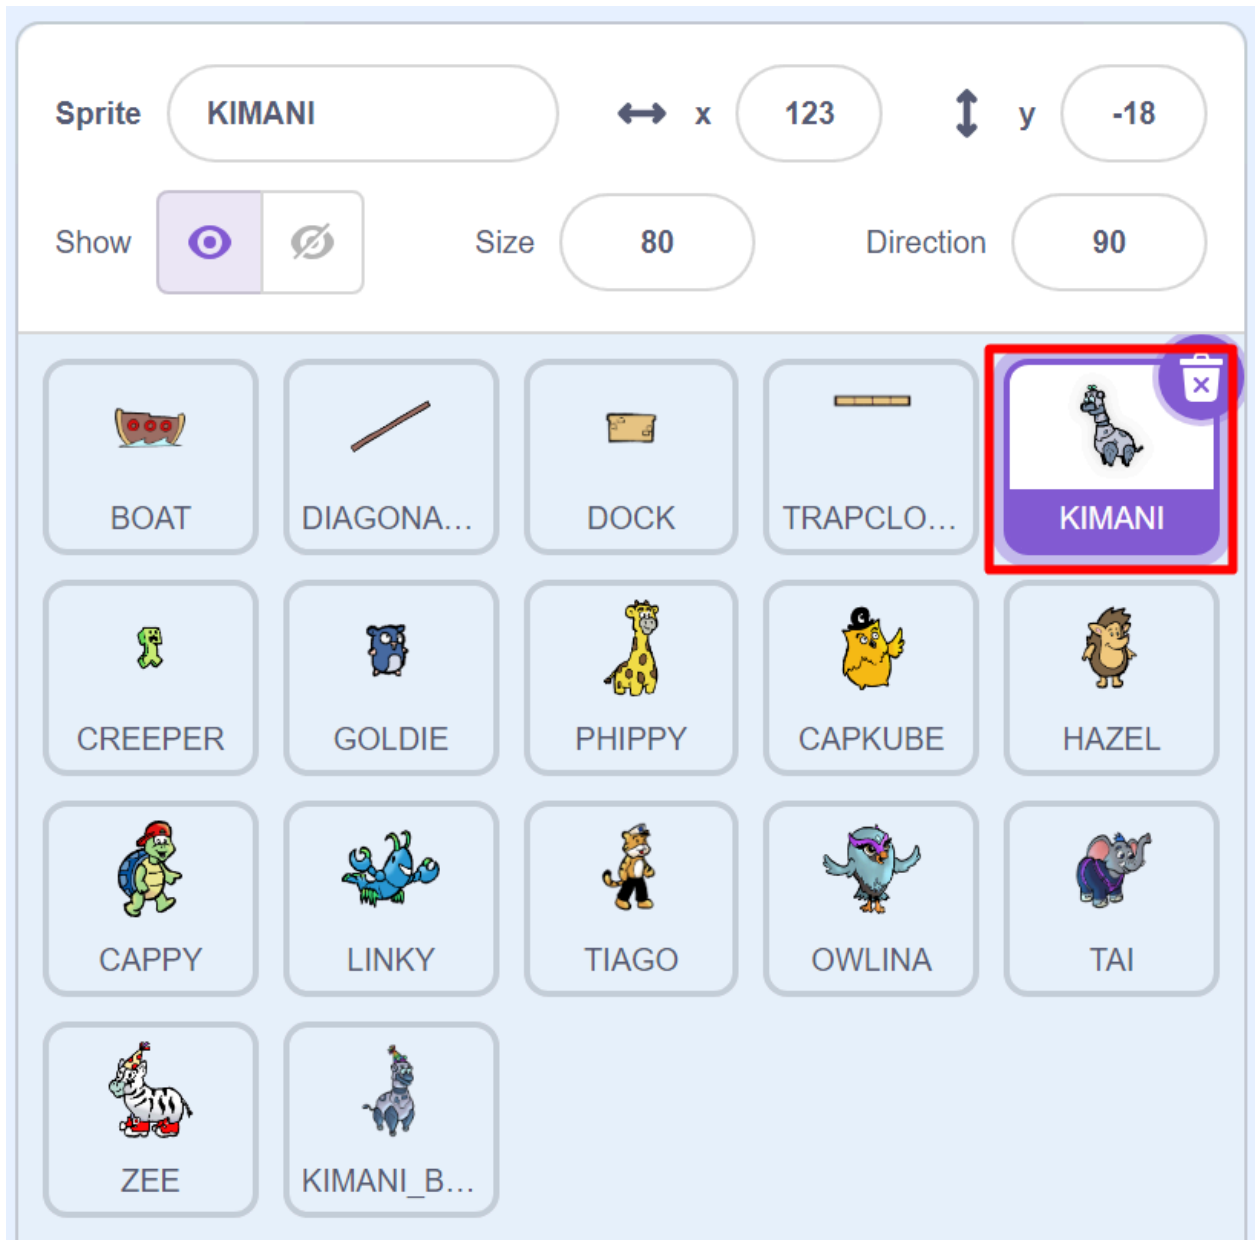 Sprite KIMANI x 123 y -18
Show Size 80 Direction 90
BOAT DIAGONA... DOCK TRAPCLO... KIMANI
CREEPER GOLDIE PHIPPY CAPKUBE HAZEL
CAPPY LINKY TIAGO OWLINA TAI
ZEE KIMANI_B...